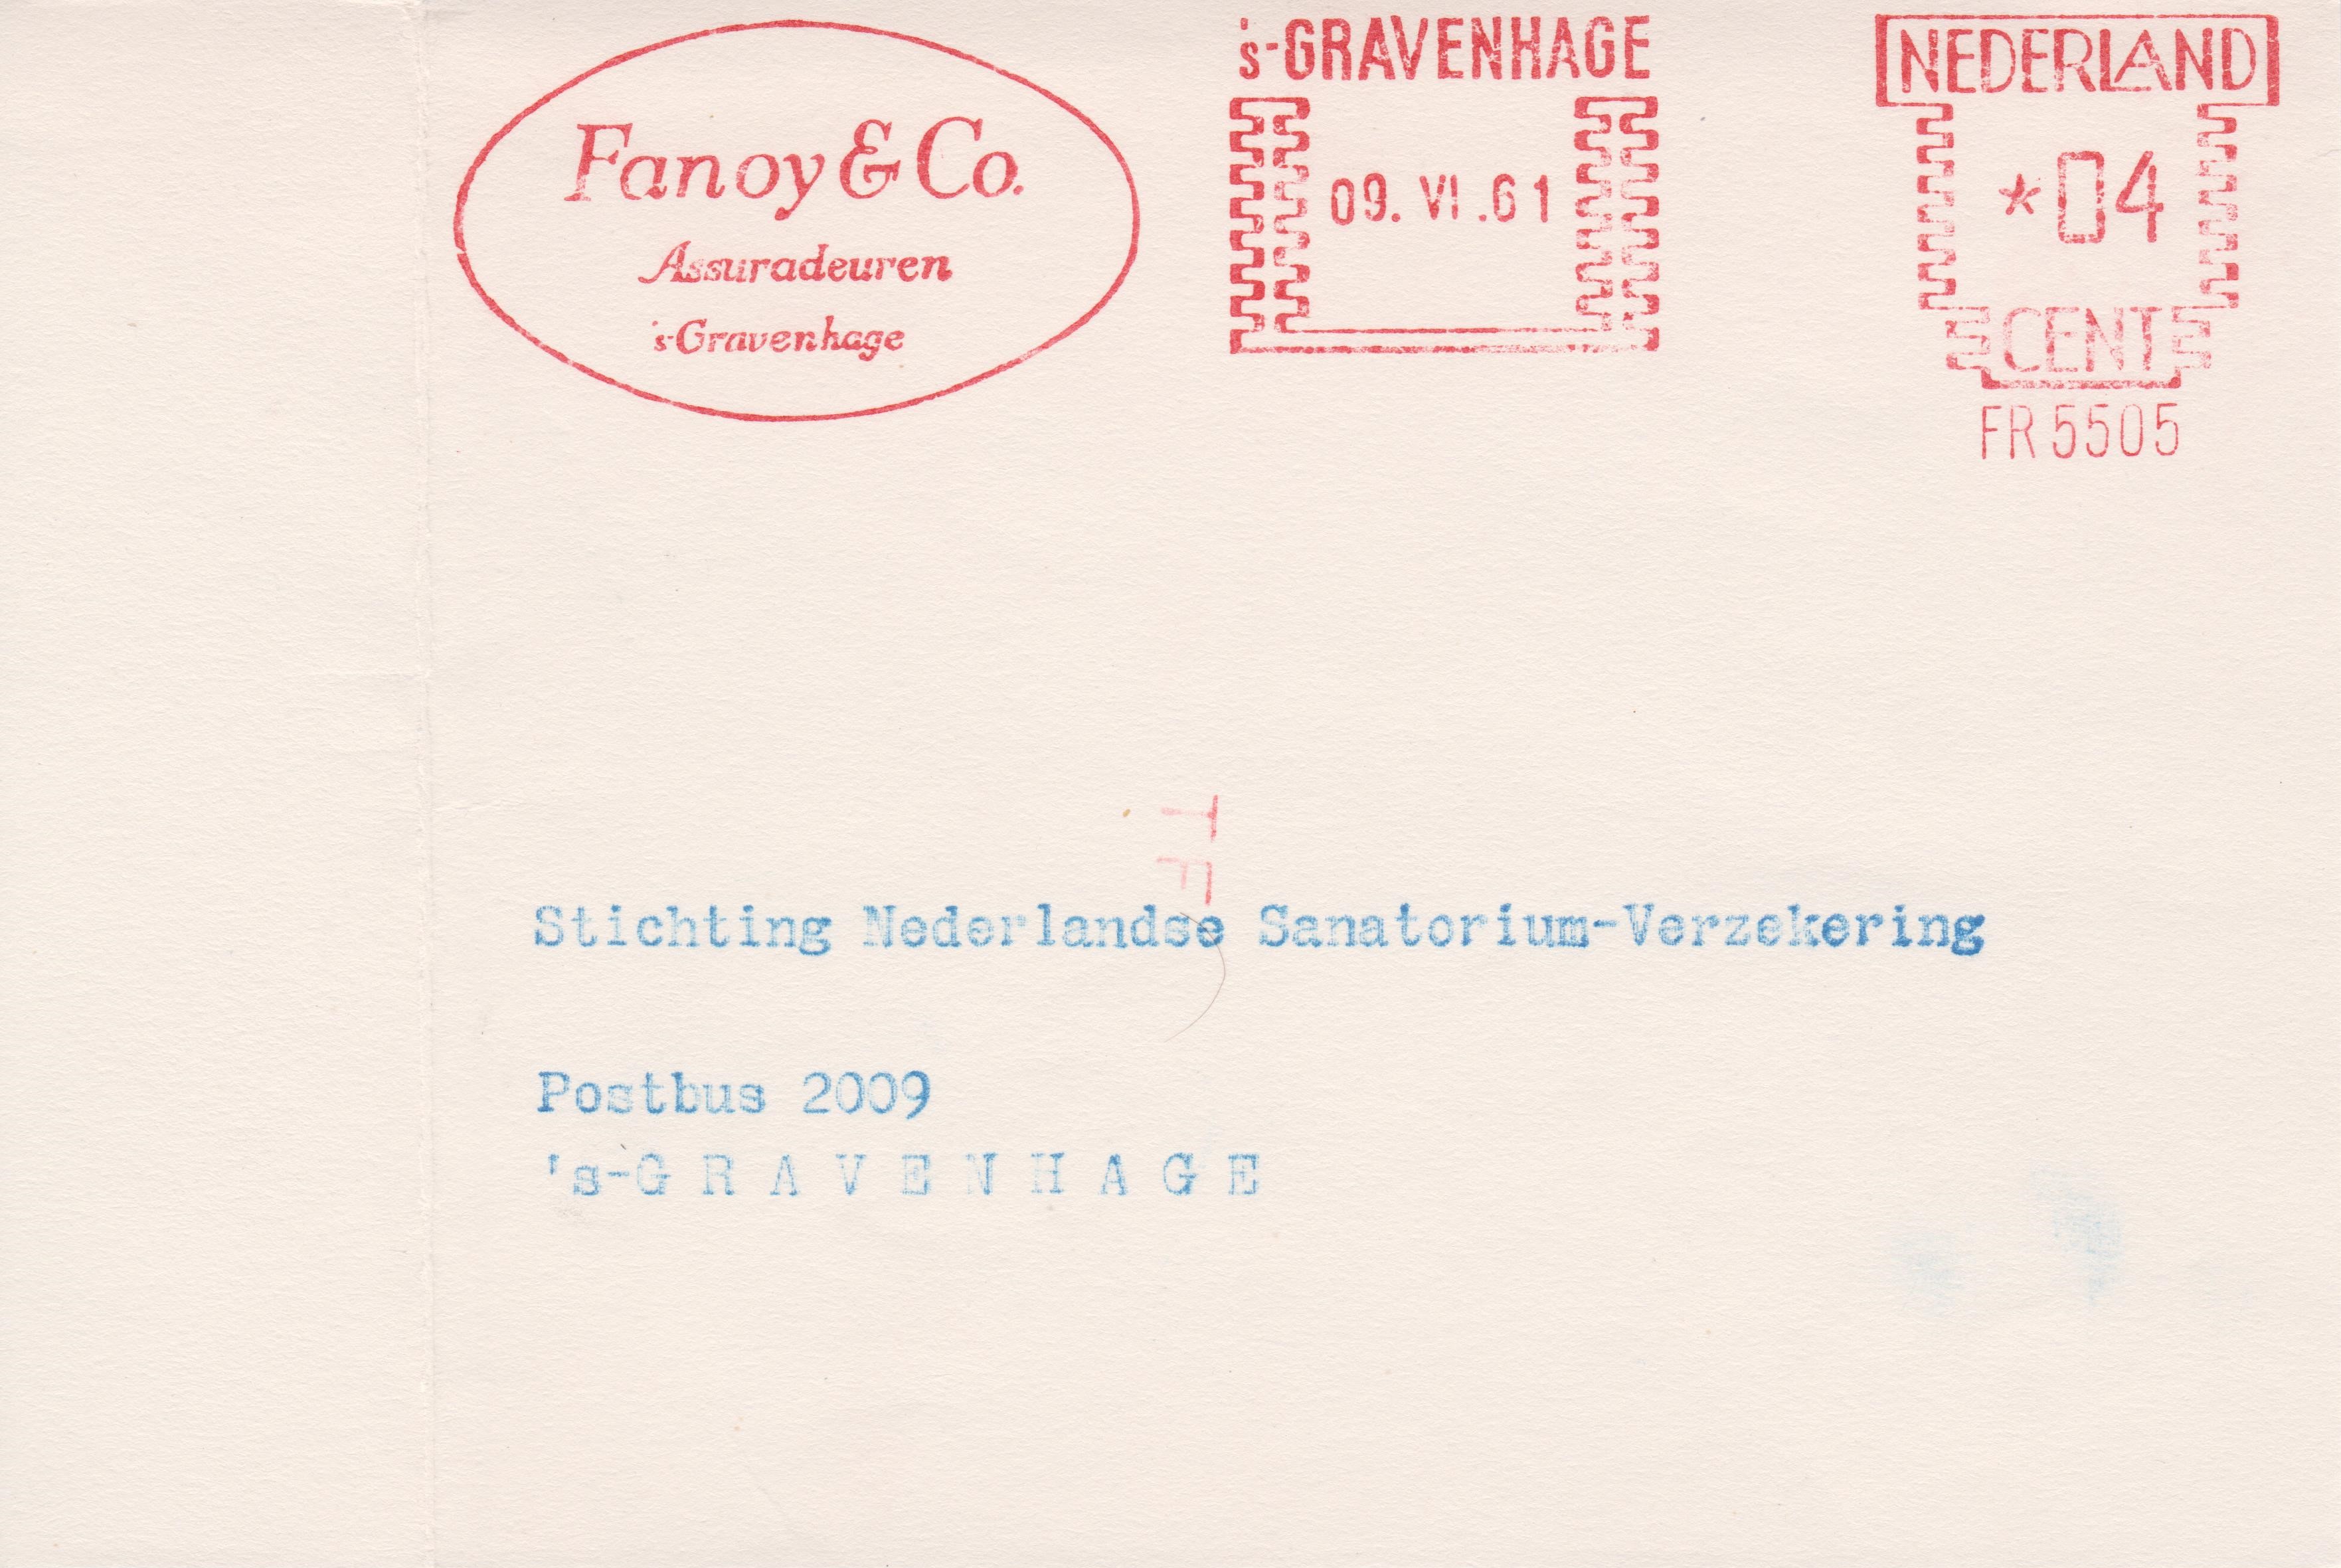 Fanoy & Co.
Assuradeuren
's-Gravenhage
's-GRAVENHAGE
09. VI .61
NEDERLAND
*04
CENT
FR 5505
T F
Stichting Nederlandse Sanatorium-Verzekering
Postbus 2009
's-G R A V E N H A G E